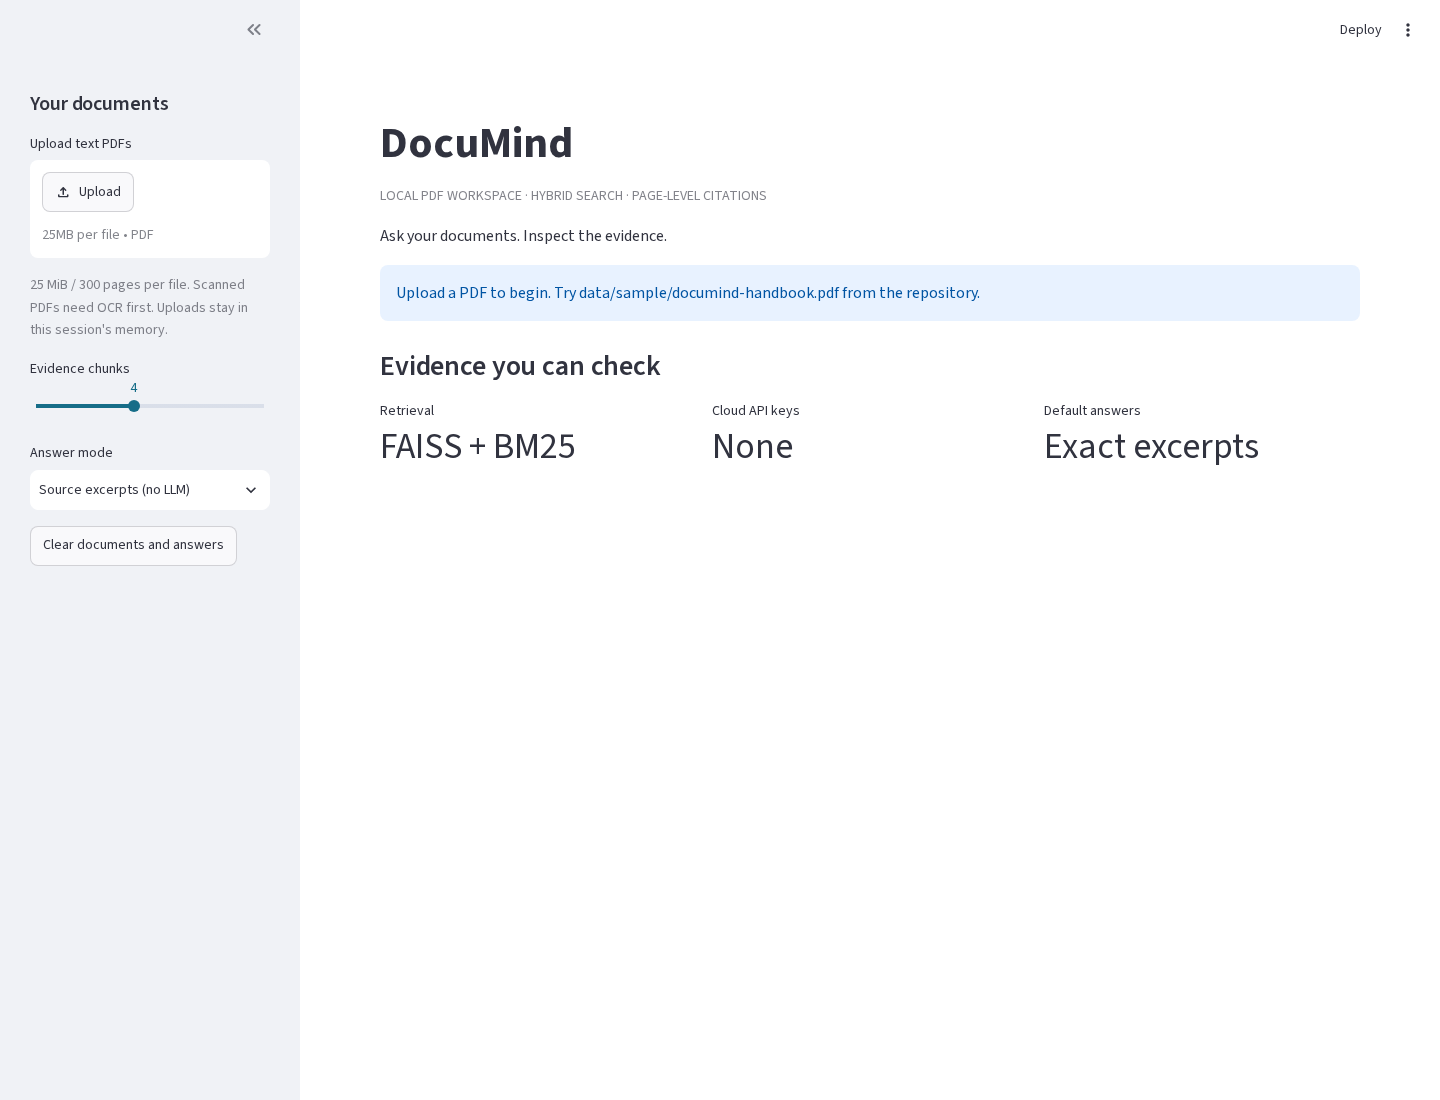 Deploy
Your documents
Upload text PDFs
Upload
25MB per file • PDF
25 MiB / 300 pages per file. Scanned
PDFs need OCR first. Uploads stay in
this session's memory.
Evidence chunks
4
Answer mode
Source excerpts (no LLM)
Clear documents and answers
DocuMind
LOCAL PDF WORKSPACE · HYBRID SEARCH · PAGE-LEVEL CITATIONS
Ask your documents. Inspect the evidence.
Upload a PDF to begin. Try data/sample/documind-handbook.pdf from the repository.
Evidence you can check
Retrieval
FAISS + BM25
Cloud API keys
None
Default answers
Exact excerpts